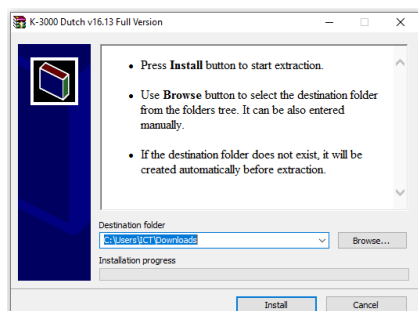 K-3000 Dutch v16.13 Full Version
• Press Install button to start extraction.
• Use Browse button to select the destination folder
from the folders tree. It can be also entered
manually.
• If the destination folder does not exist, it will be
created automatically before extraction.
Destination folder
C:\Users\ICT\Downloads
Browse...
Installation progress
Install
Cancel